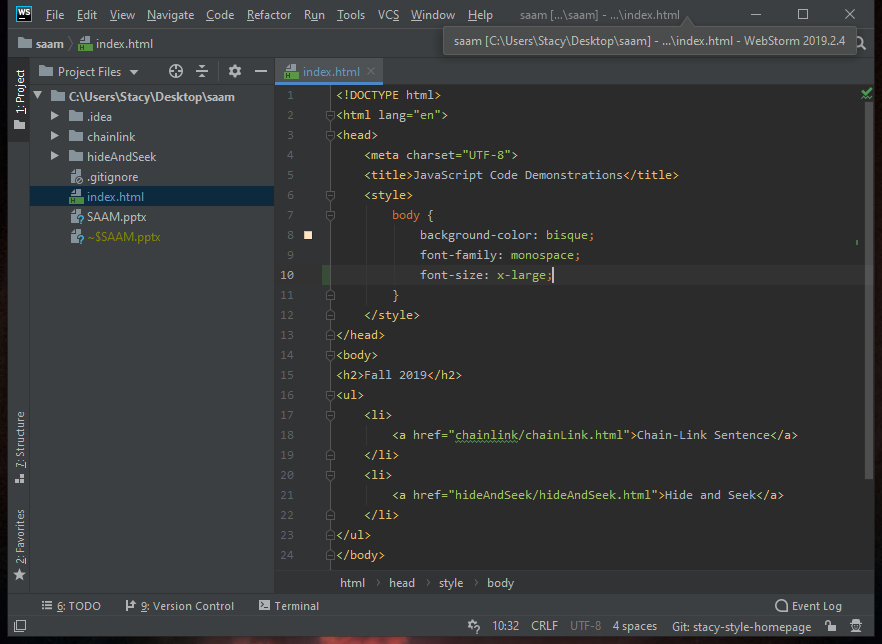 WS File Edit View Navigate Code Refactor Run Tools VCS Window Help saam [...\saam] - ...\index.html
saam index.html
saam [C:\Users\Stacy\Desktop\saam] - ...\index.html - WebStorm 2019.2.4
1: Project
7: Structure
2: Favorites
Project Files
C:\Users\Stacy\Desktop\saam
.idea
chainlink
hideAndSeek
.gitignore
index.html
SAAM.pptx
~$SAAM.pptx
index.html
1 <!DOCTYPE html>
2 <html lang="en">
3 <head>
4 <meta charset="UTF-8">
5 <title>JavaScript Code Demonstrations</title>
6 <style>
7 body {
8 background-color: bisque;
9 font-family: monospace;
10 font-size: x-large;
11 }
12 </style>
13 </head>
14 <body>
15 <h2>Fall 2019</h2>
16 <ul>
17 <li>
18 <a href="chainlink/chainLink.html">Chain-Link Sentence</a>
19 </li>
20 <li>
21 <a href="hideAndSeek/hideAndSeek.html">Hide and Seek</a>
22 </li>
23 </ul>
24 </body>
html head style body
6: TODO 9: Version Control Terminal Event Log
10:32 CRLF UTF-8 4 spaces Git: stacy-style-homepage